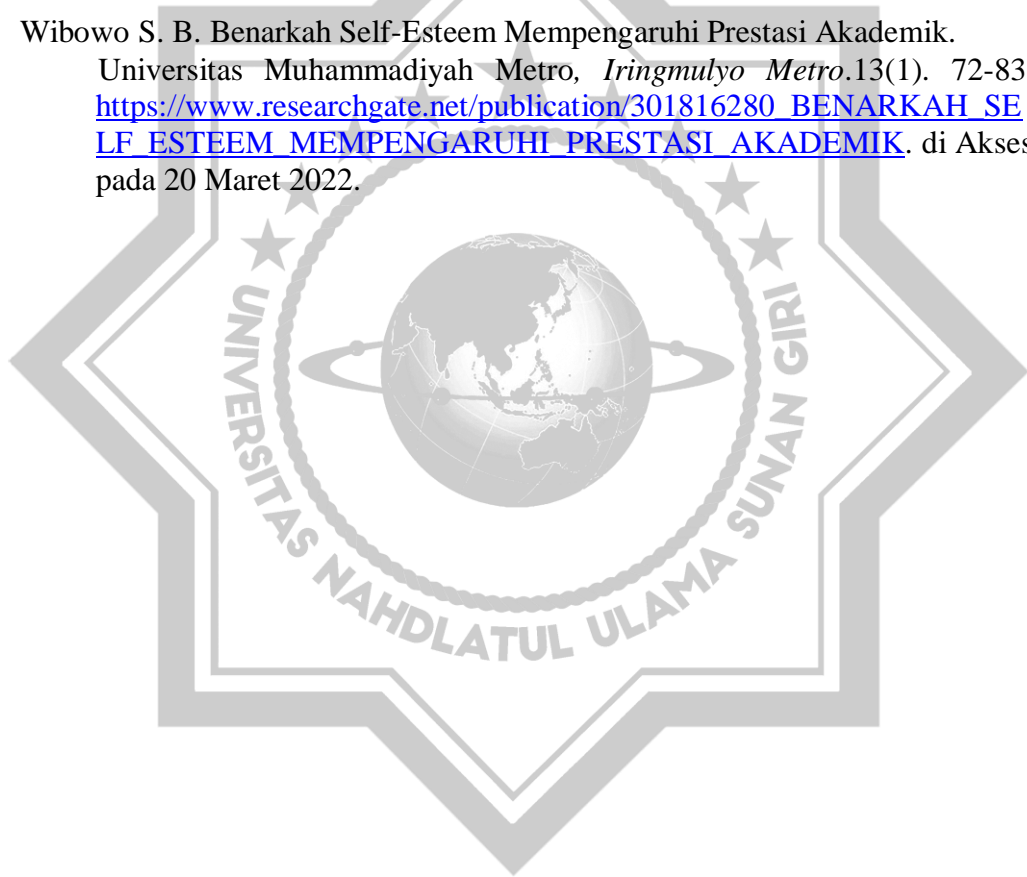 Wibowo S. B. Benarkah Self-Esteem Mempengaruhi Prestasi Akademik.
Universitas Muhammadiyah Metro, Iringmulyo Metro.13(1). 72-83
https://www.researchgate.net/publication/301816280_BENARKAH_SE
LF_ESTEEM_MEMPENGARUHI_PRESTASI_AKADEMIK. di Akses
pada 20 Maret 2022.
UNIVERSITAS NAHDLATUL ULAMA SUNAN GIRI